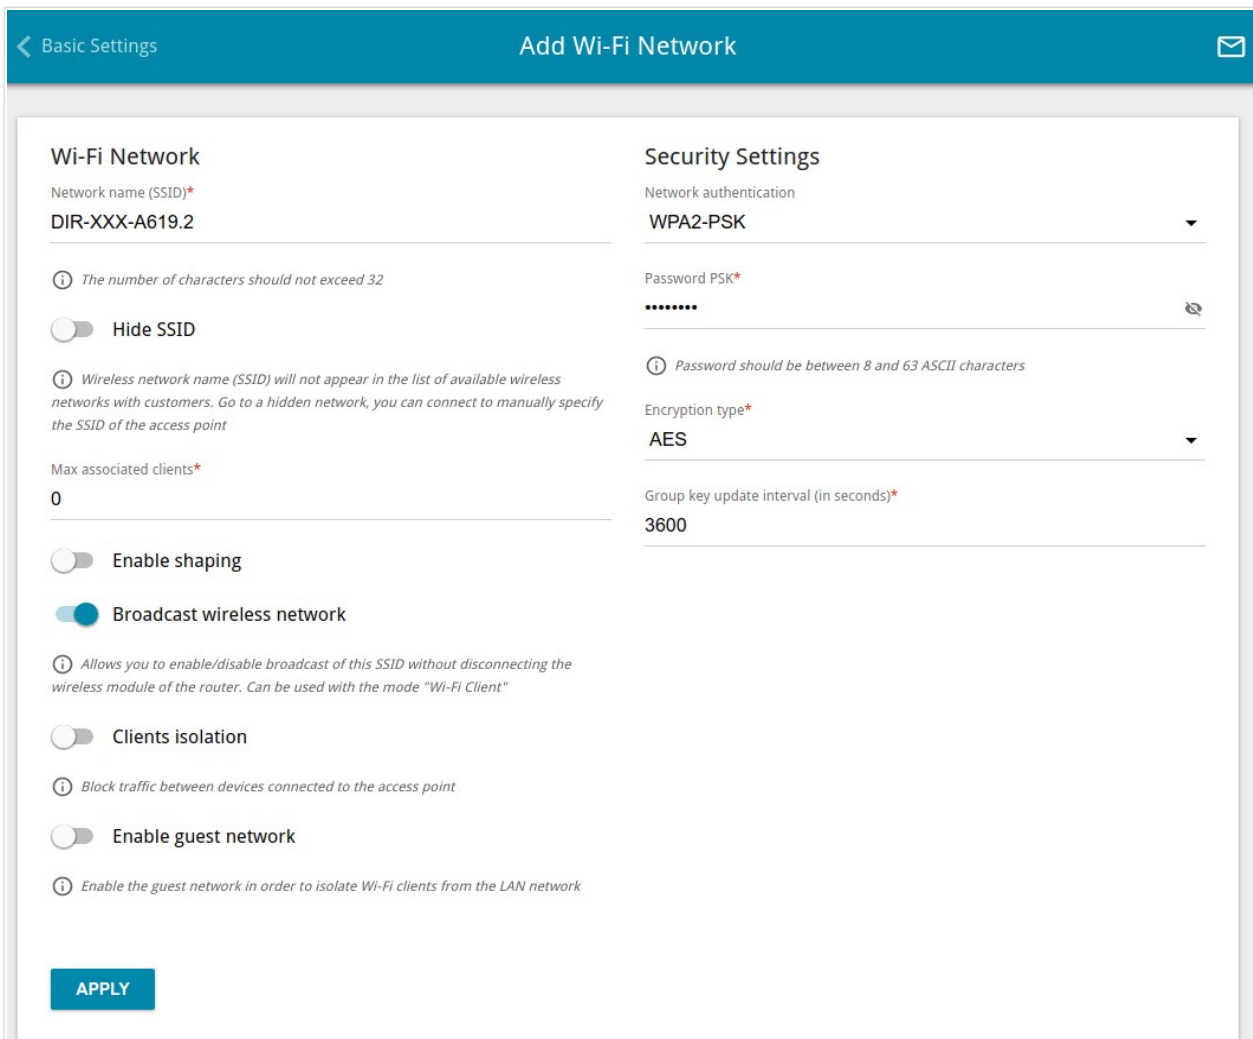 Basic Settings
Add Wi-Fi Network
Wi-Fi Network
Network name (SSID)*
DIR-XXX-A619.2
The number of characters should not exceed 32
Hide SSID
Wireless network name (SSID) will not appear in the list of available wireless
networks with customers. Go to a hidden network, you can connect to manually specify
the SSID of the access point
Max associated clients*
0
Enable shaping
Broadcast wireless network
Allows you to enable/disable broadcast of this SSID without disconnecting the
wireless module of the router. Can be used with the mode "Wi-Fi Client"
Clients isolation
Block traffic between devices connected to the access point
Enable guest network
Enable the guest network in order to isolate Wi-Fi clients from the LAN network
APPLY
Security Settings
Network authentication
WPA2-PSK
Password PSK*
••••••••
Password should be between 8 and 63 ASCII characters
Encryption type*
AES
Group key update interval (in seconds)*
3600